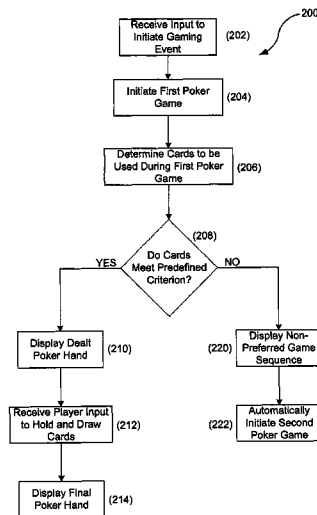 200
Receive Input to
Initiate Gaming
Event
(202)
Initiate First Poker
Game
(204)
Determine Cards to be
Used During First Poker
Game
(206)
(208)
Do Cards
Meet Predefined
Criterion?
YES
NO
Display Dealt
Poker Hand
(210)
Display Non-
Preferred Game
Sequence
(220)
Receive Player Input
to Hold and Draw
Cards
(212)
Automatically
Initiate Second
Poker Game
(222)
Display Final
Poker Hand
(214)